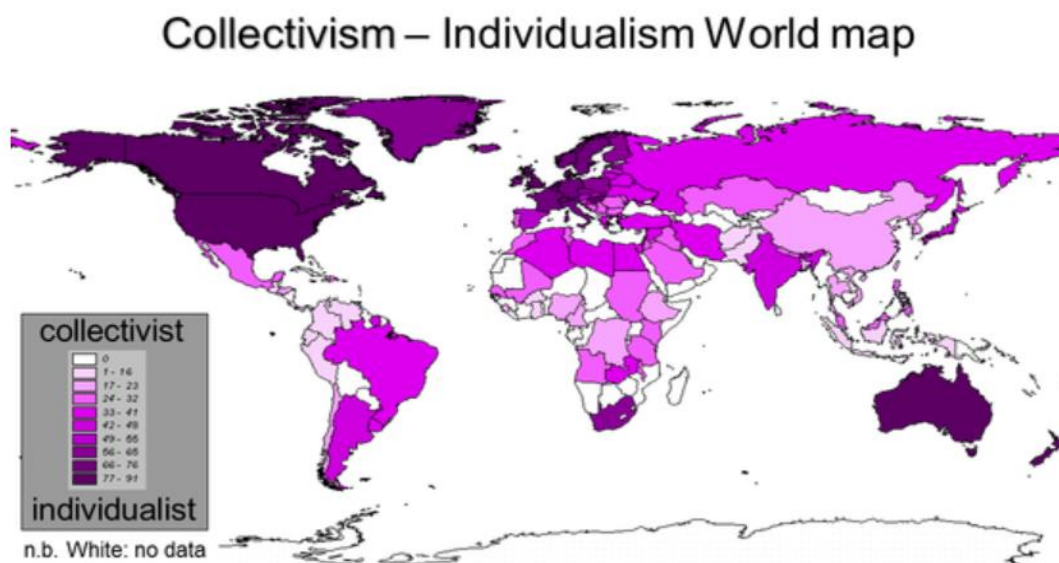 Collectivism – Individualism World map
collectivist
0
1 - 16
17 - 23
24 - 32
33 - 41
42 - 48
49 - 55
56 - 65
66 - 76
77 - 91
individualist
n.b. White: no data